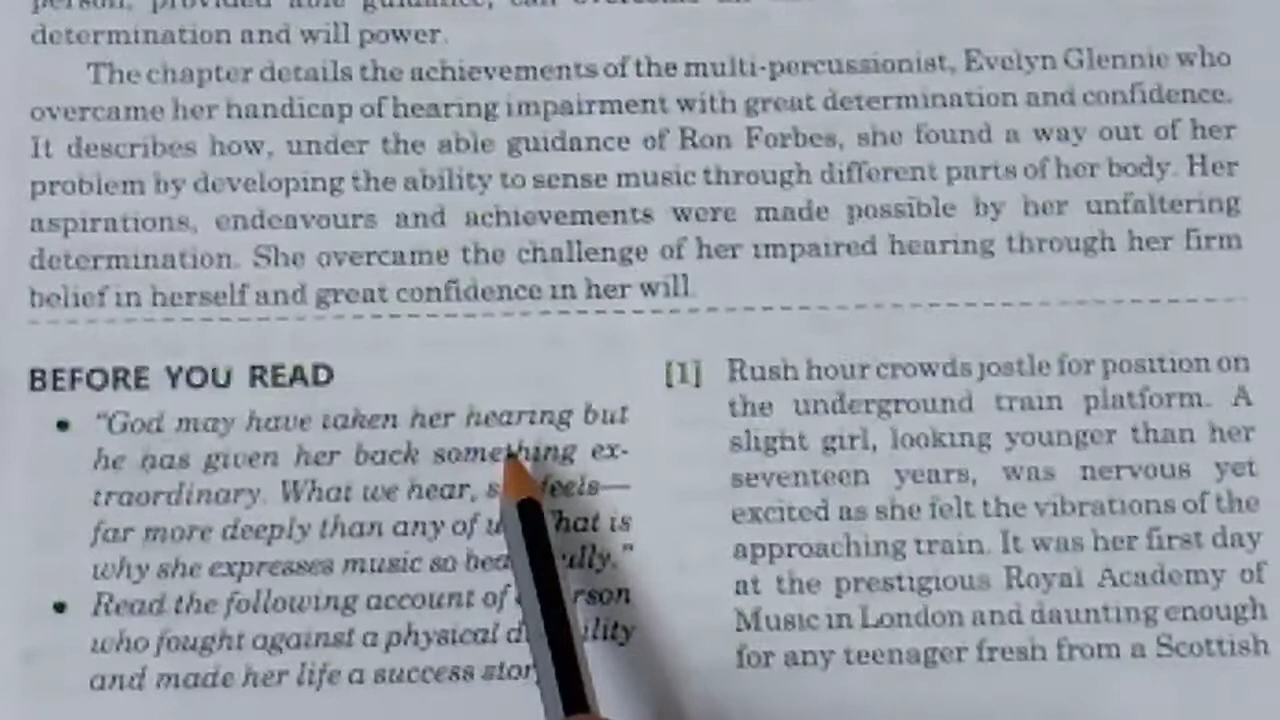 person, provided able guidance, can overcome
determination and will power.
The chapter details the achievements of the multi-percussionist, Evelyn Glennie who
overcame her handicap of hearing impairment with great determination and confidence.
It describes how, under the able guidance of Ron Forbes, she found a way out of her
problem by developing the ability to sense music through different parts of her body. Her
aspirations, endeavours and achievements were made possible by her unfaltering
determination. She overcame the challenge of her impaired hearing through her firm
belief in herself and great confidence in her will.
BEFORE YOU READ
• "God may have taken her hearing but
he has given her back something ex-
traordinary. What we hear, feels—
far more deeply than any of That is
why she expresses music so
• Read the following account of
who fought against a physical
and made her life a success
[1] Rush hour crowds jostle for position on
the underground train platform. A
slight girl, looking younger than her
seventeen years, was nervous yet
excited as she felt the vibrations of the
approaching train. It was her first day
at the prestigious Royal Academy of
Music in London and daunting enough
for any teenager fresh from a Scottish